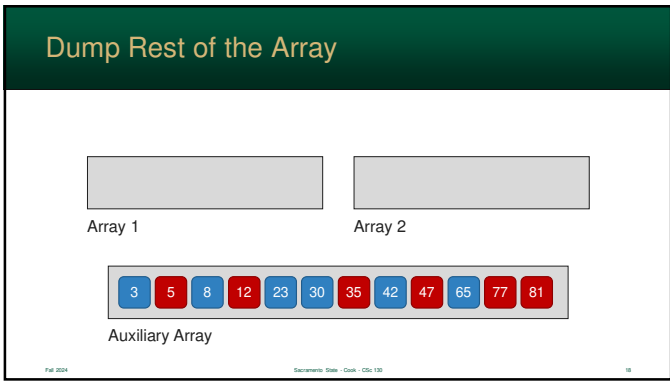 Dump Rest of the Array
Array 1
Array 2
3 5 8 12 23 30 35 42 47 65 77 81
Auxiliary Array
Fall 2024
Sacramento State - Cook - CSc 130
18